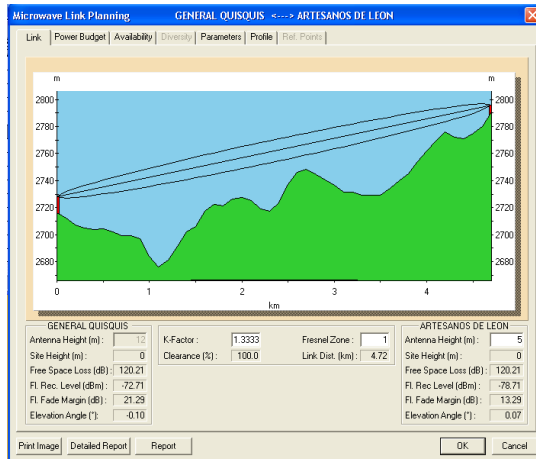 Microwave Link Planning GENERAL QUISQUIS <---> ARTESANOS DE LEON
Link Power Budget Availability Diversity Parameters Profile Ref. Points
m m
2800 2800
2780 2780
2760 2760
2740 2740
2720 2720
2700 2700
2680 2680
0 1 2 3 4
km
GENERAL QUISQUIS
Antenna Height (m) : 12
Site Height (m) : 0
Free Space Loss (dB) : 120.21
Fl. Rec. Level (dBm) : -72.71
Fl. Fade Margin (dB) : 21.29
Elevation Angle (°): -0.10
K-Factor : 1.3333 Fresnel Zone : 1
Clearance (%) : 100.0 Link Dist. (km) : 4.72
ARTESANOS DE LEON
Antenna Height (m) : 5
Site Height (m) : 0
Free Space Loss (dB) : 120.21
Fl. Rec. Level (dBm) : -78.71
Fl. Fade Margin (dB) : 13.29
Elevation Angle (°) : 0.07
Print Image Detailed Report Report OK Cancel